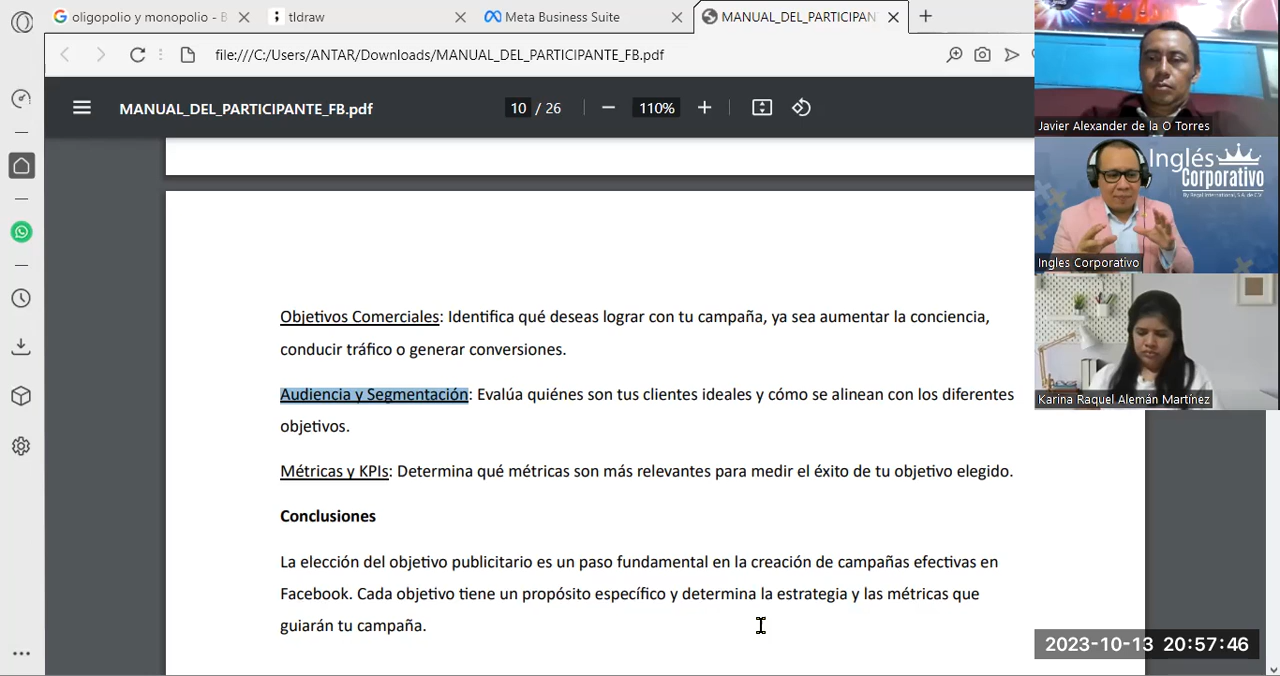 oligopolio y monopolio - B
tldraw
Meta Business Suite
MANUAL_DEL_PARTICIPAN
file:///C:/Users/ANTAR/Downloads/MANUAL_DEL_PARTICIPANTE_FB.pdf
MANUAL_DEL_PARTICIPANTE_FB.pdf
10 / 26
110%
Objetivos Comerciales: Identifica qué deseas lograr con tu campaña, ya sea aumentar la conciencia,
conducir tráfico o generar conversiones.
Audiencia y Segmentación: Evalúa quiénes son tus clientes ideales y cómo se alinean con los diferentes
objetivos.
Métricas y KPIs: Determina qué métricas son más relevantes para medir el éxito de tu objetivo elegido.
Conclusiones
La elección del objetivo publicitario es un paso fundamental en la creación de campañas efectivas en
Facebook. Cada objetivo tiene un propósito específico y determina la estrategia y las métricas que
guiarán tu campaña.
Javier Alexander de la O Torres
Inglés
Corporativo
By Regal International, S.A. de C.V.
Ingles Corporativo
Karina Raquel Alemán Martínez
2023-10-13 20:57:46